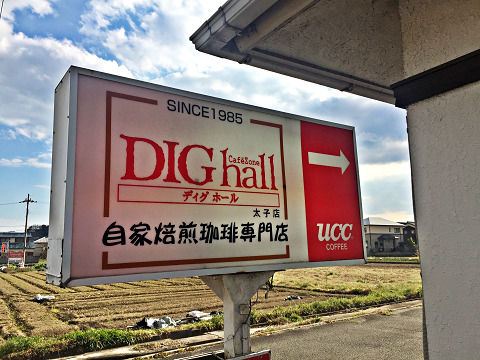 SINCE1985
DIG hall
Cafe&zone
ディグ ホール
太子店
自家焙煎珈琲専門店
UCC
COFFEE